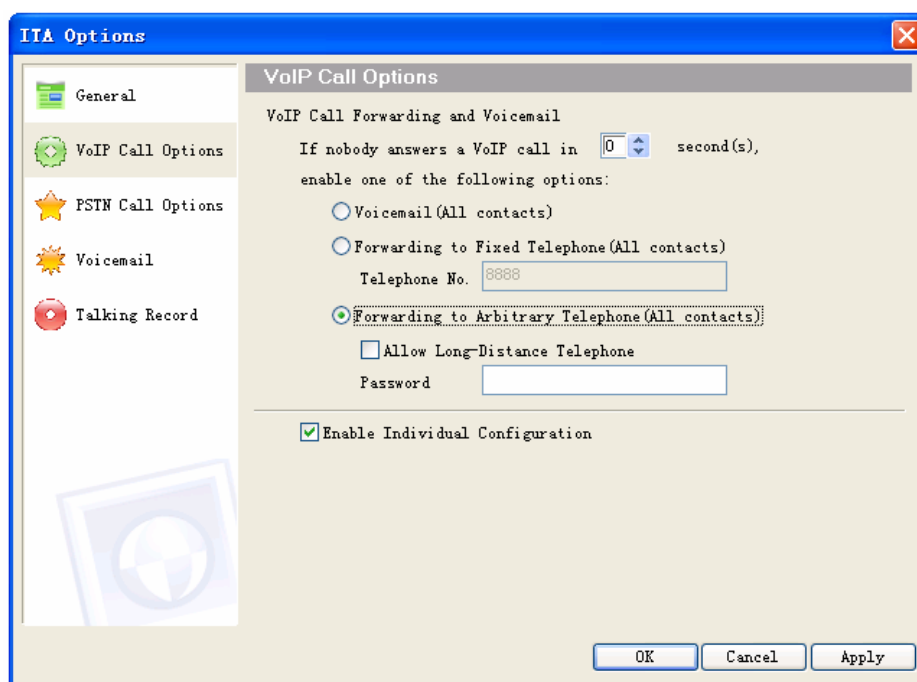 ITA Options
General
VoIP Call Options
PSTN Call Options
Voicemail
Talking Record
VoIP Call Options
VoIP Call Forwarding and Voicemail
If nobody answers a VoIP call in 0 second(s),
enable one of the following options:
Voicemail(All contacts)
Forwarding to Fixed Telephone(All contacts)
Telephone No. 8888
Forwarding to Arbitrary Telephone(All contacts)
Allow Long-Distance Telephone
Password
Enable Individual Configuration
OK Cancel Apply